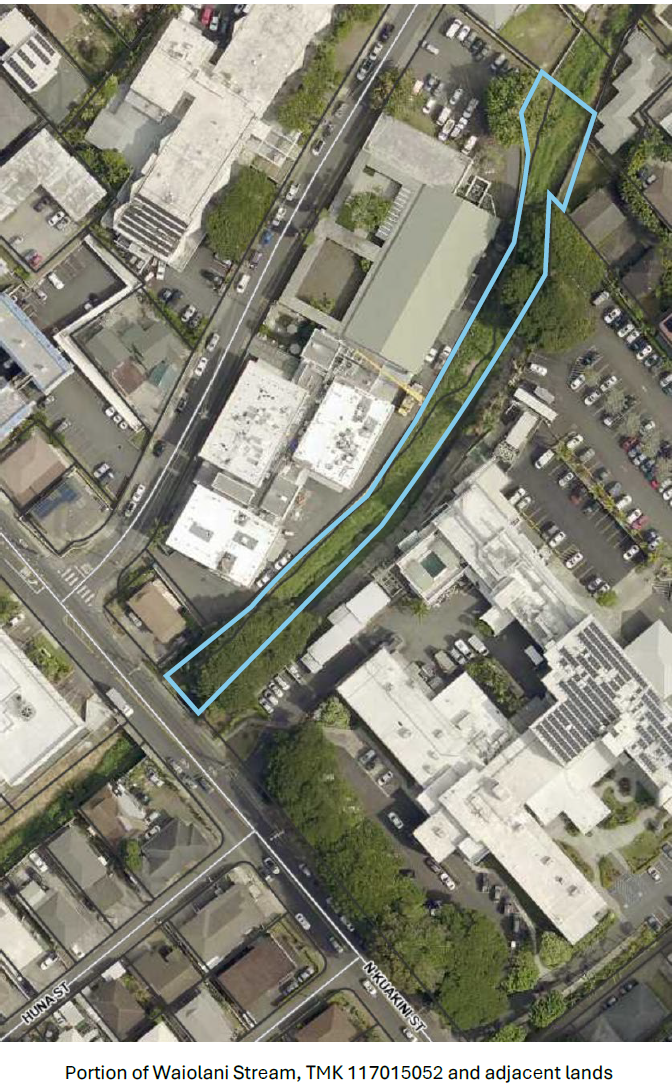 HUNA ST
N KUAKINI ST
Portion of Waiolani Stream, TMK 117015052 and adjacent lands